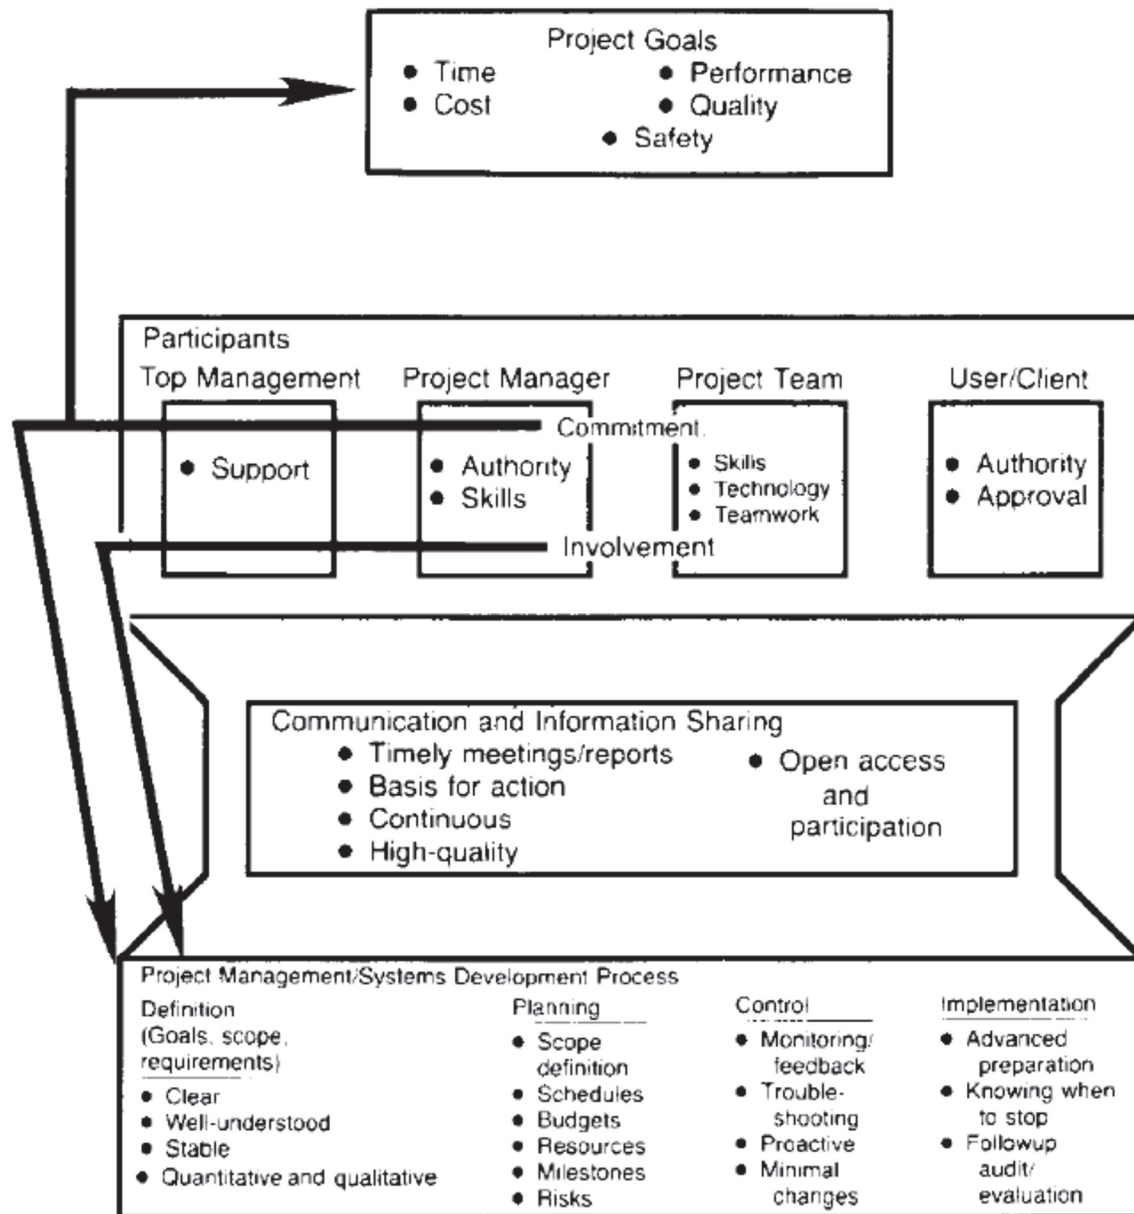 Project Goals
• Time
• Cost
• Performance
• Quality
• Safety
Participants
Top Management
• Support
Project Manager
• Authority
• Skills
Project Team
• Skills
• Technology
• Teamwork
User/Client
• Authority
• Approval
Commitment.
Involvement
Communication and Information Sharing
• Timely meetings/reports
• Basis for action
• Continuous
• High-quality
• Open access
and
participation
Project Management/Systems Development Process
Definition
(Goals, scope,
requirements)
• Clear
• Well-understood
• Stable
• Quantitative and qualitative
Planning
• Scope
definition
• Schedules
• Budgets
• Resources
• Milestones
• Risks
Control
• Monitoring/
feedback
• Trouble-
shooting
• Proactive
• Minimal
changes
Implementation
• Advanced
preparation
• Knowing when
to stop
• Followup
audit/
evaluation